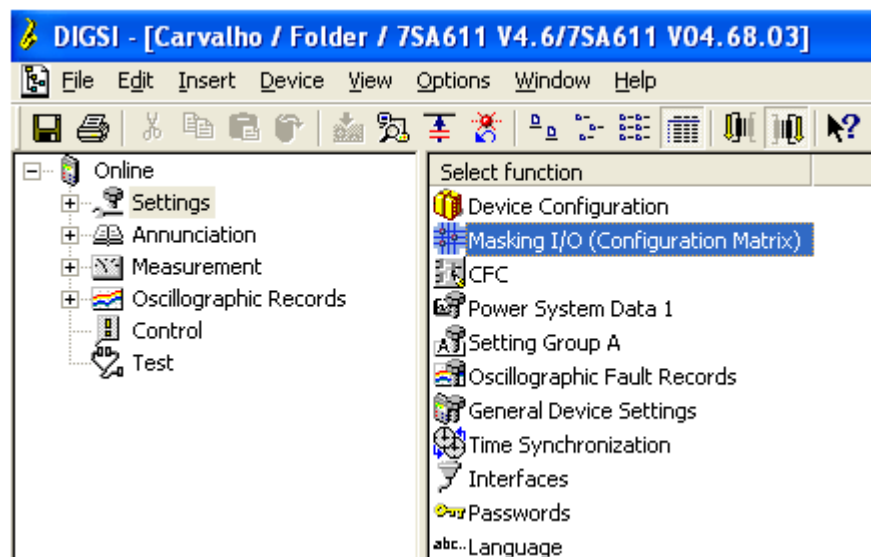 DIGSI - [Carvalho / Folder / 7SA611 V4.6/7SA611 V04.68.03]
File Edit Insert Device View Options Window Help
Online
Settings
Annunciation
Measurement
Oscillographic Records
Control
Test
Select function
Device Configuration
Masking I/O (Configuration Matrix)
CFC
Power System Data 1
Setting Group A
Oscillographic Fault Records
General Device Settings
Time Synchronization
Interfaces
Passwords
abc.. Language